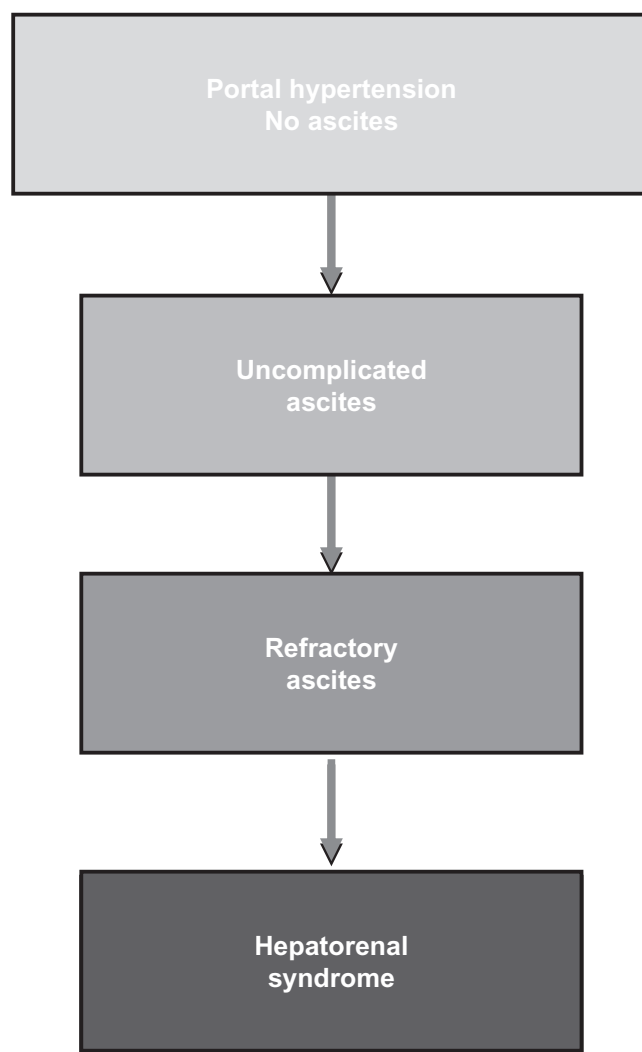 Portal hypertension
No ascites
Uncomplicated
ascites
Refractory
ascites
Hepatorenal
syndrome